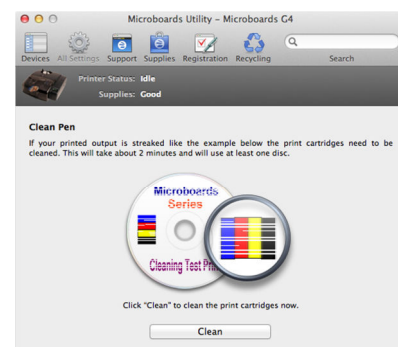 Microboards Utility – Microboards G4
Devices All Settings Support Supplies Registration Recycling Search
Printer Status: Idle
Supplies: Good
Clean Pen
If your printed output is streaked like the example below the print cartridges need to be
cleaned. This will take about 2 minutes and will use at least one disc.
Microboards
Series
Cleaning Test Prin
Click "Clean" to clean the print cartridges now.
Clean